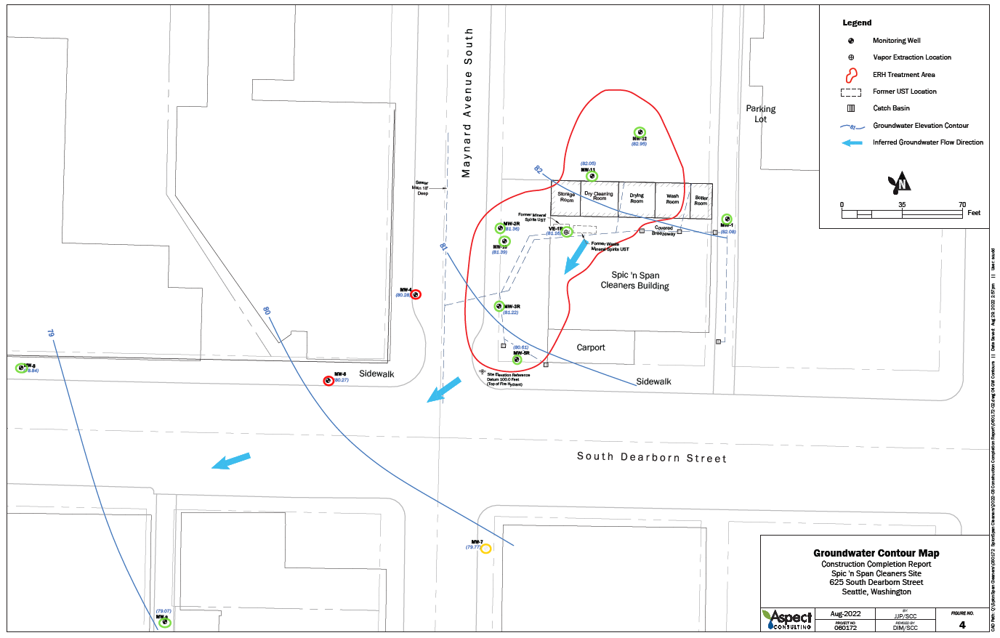 Legend
Monitoring Well
Vapor Extraction Location
ERH Treatment Area
Former UST Location
Catch Basin
81
Groundwater Elevation Contour
Inferred Groundwater Flow Direction
N
0 35 70
Feet
Maynard Avenue South
Parking
Lot
MW-12
(82.95)
(82.05)
MW-11
82
Sewer
Main 18'
Deep
Storage
Room
Dry Cleaning
Room
Drying
Room
Wash
Room
Boiler
Room
Former Mineral
Spirits UST
MW-2R
(81.36)
VE-1R
Covered
Breezeway
MW-1
(82.08)
(81.39)
81
Former Waste
Mineral Spirits UST
Spic 'n Span
Cleaners Building
MW-4
MW-3R
(81.22)
80
79
(80.61)
MW-5R
Carport
MW-6
(80.27)
Sidewalk
Site Elevation Reference
Datum 100.0 Feet
(Top of Fire Hydrant)
Sidewalk
South Dearborn Street
MW-7
(79.07)
Groundwater Contour Map
Construction Completion Report
Spic 'n Span Cleaners Site
625 South Dearborn Street
Seattle, Washington
Aspect
CONSULTING
Aug-2022
PROJECT NO.
060172
BY:
JJP/SCC
REVISED BY:
DIM/SCC
FIGURE NO.
4